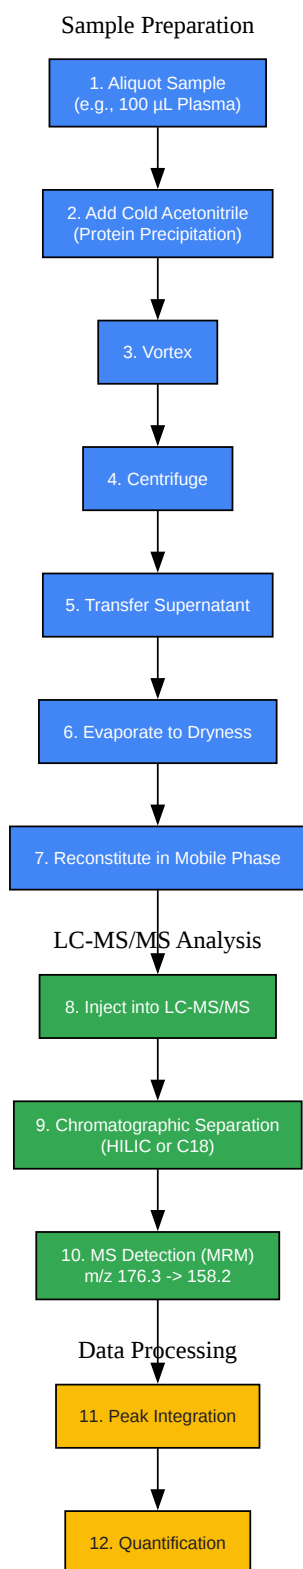 Sample Preparation
1. Aliquot Sample
(e.g., 100 µL Plasma)
2. Add Cold Acetonitrile
(Protein Precipitation)
3. Vortex
4. Centrifuge
5. Transfer Supernatant
6. Evaporate to Dryness
7. Reconstitute in Mobile Phase
LC-MS/MS Analysis
8. Inject into LC-MS/MS
9. Chromatographic Separation
(HILIC or C18)
10. MS Detection (MRM)
m/z 176.3 -> 158.2
Data Processing
11. Peak Integration
12. Quantification